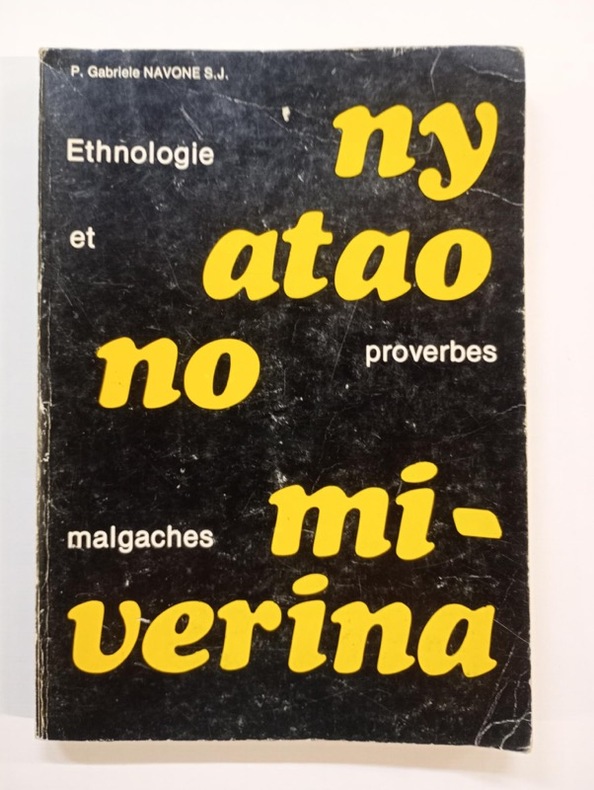 P. Gabriele NAVONE S.J.
ny
Ethnologie
et
atao
no
proverbes
mi-
malgaches
verina